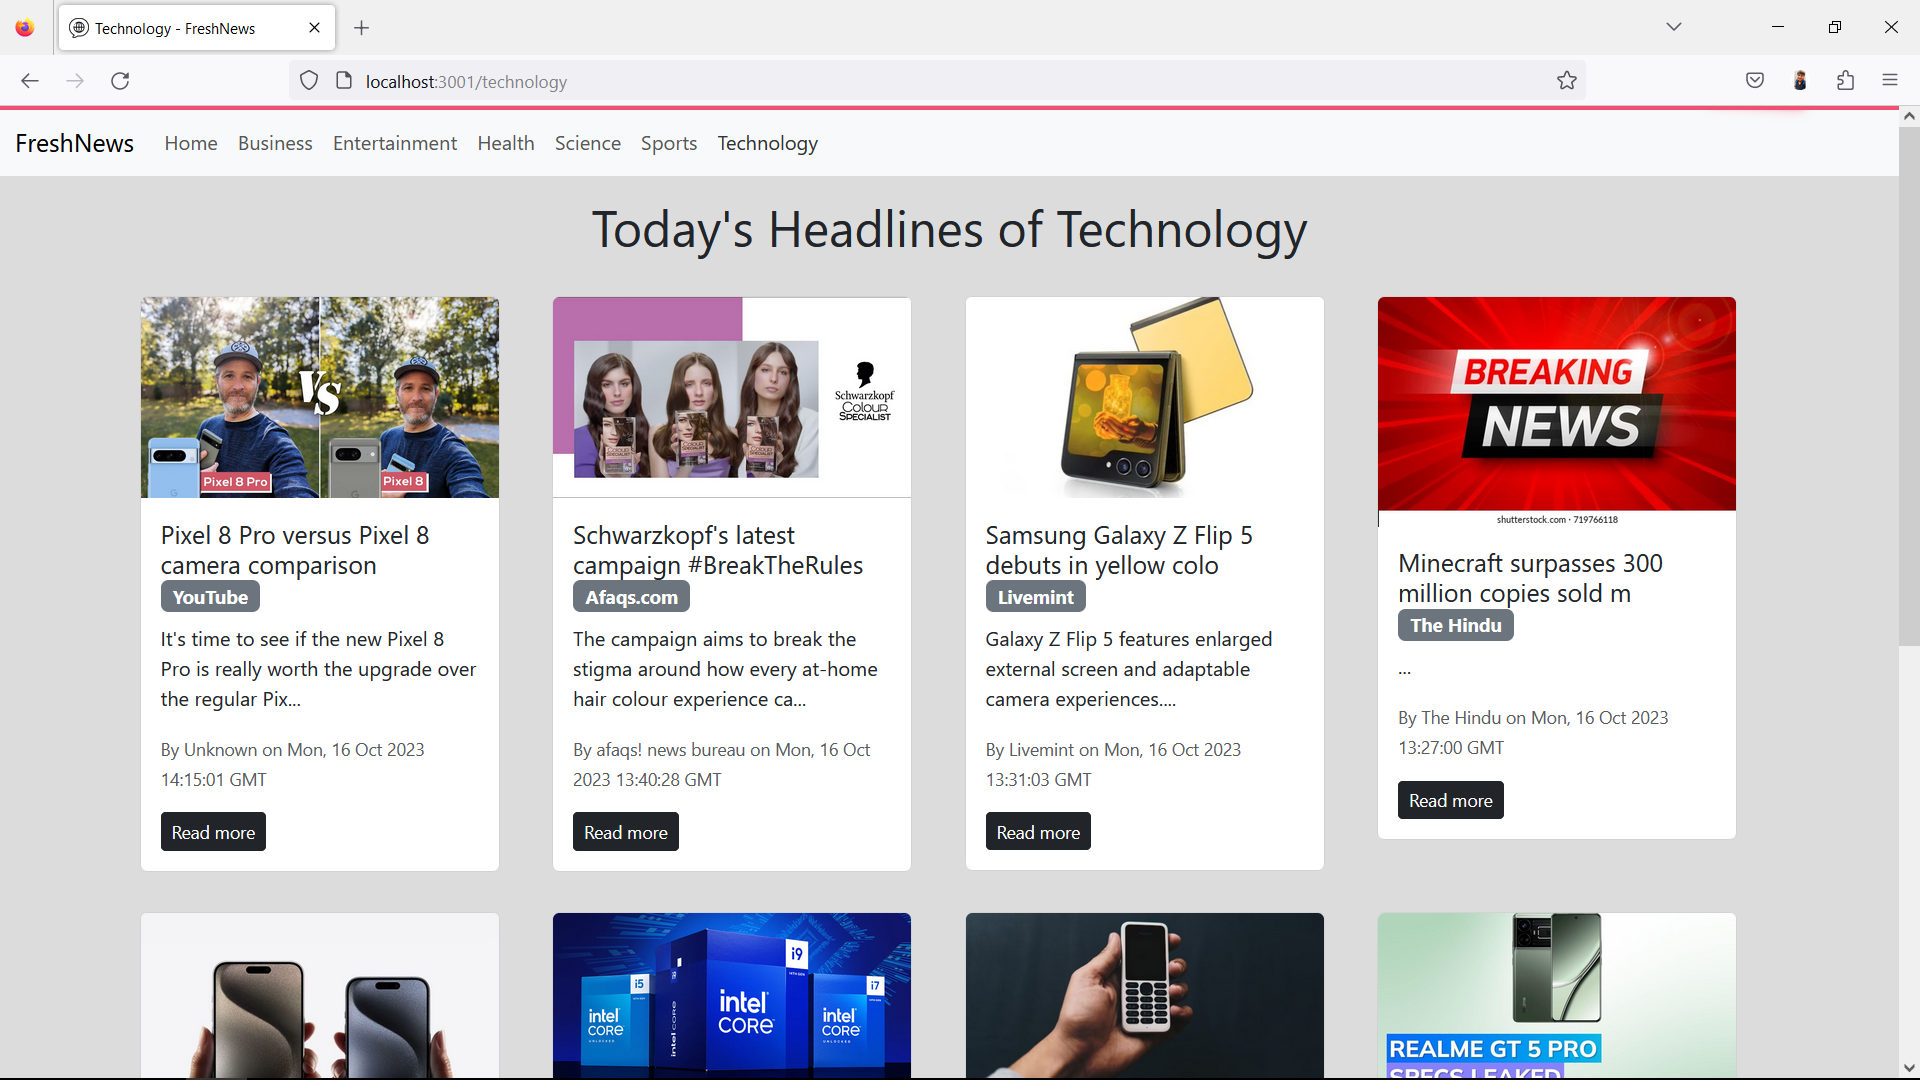 Technology - FreshNews
localhost:3001/technology
FreshNews Home Business Entertainment Health Science Sports Technology
Today's Headlines of Technology
VS
Pixel 8 Pro
Pixel 8
Pixel 8 Pro versus Pixel 8
camera comparison
YouTube
It's time to see if the new Pixel 8
Pro is really worth the upgrade over
the regular Pix...
By Unknown on Mon, 16 Oct 2023
14:15:01 GMT
Read more
Schwarzkopf
COLOUR
SPECIALIST
Schwarzkopf's latest
campaign #BreakTheRules
Afaqs.com
The campaign aims to break the
stigma around how every at-home
hair colour experience ca...
By afaqs! news bureau on Mon, 16 Oct
2023 13:40:28 GMT
Read more
Samsung Galaxy Z Flip 5
debuts in yellow colo
Livemint
Galaxy Z Flip 5 features enlarged
external screen and adaptable
camera experiences....
By Livemint on Mon, 16 Oct 2023
13:31:03 GMT
Read more
BREAKING
NEWS
shutterstock.com · 719766118
Minecraft surpasses 300
million copies sold m
The Hindu
...
By The Hindu on Mon, 16 Oct 2023
13:27:00 GMT
Read more
i5
intel
CORE
UNLOCKED
intel CORE
i9
intel
CORE
i7
intel
CORE
UNLOCKED
REALME GT 5 PRO
SPECS LEAKED